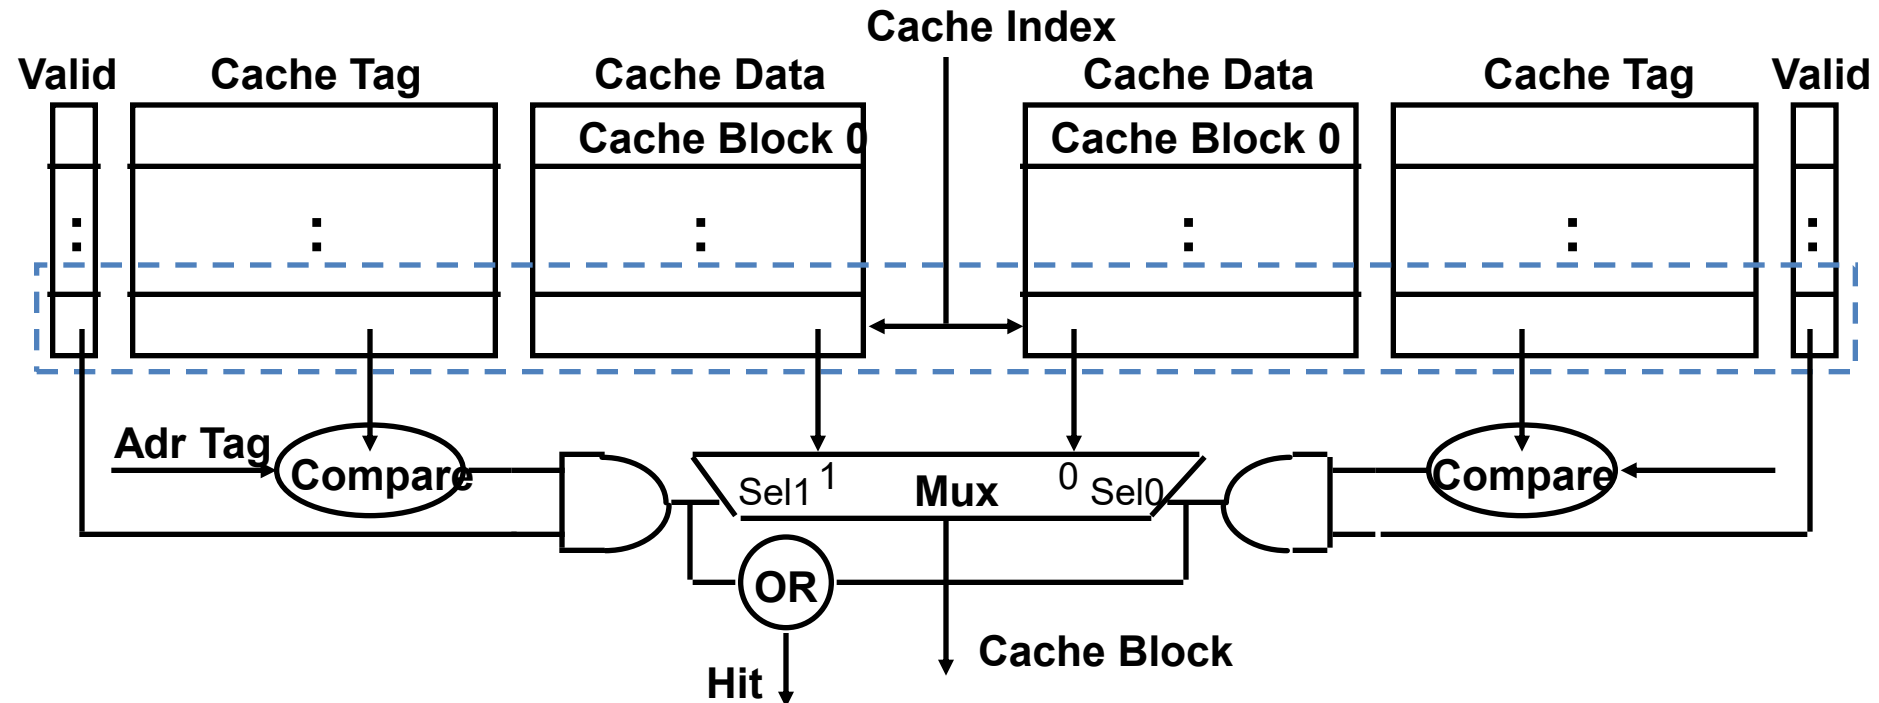 Cache Index
Valid Cache Tag Cache Data Cache Data Cache Tag Valid
Cache Block 0 Cache Block 0
: : : : : :
Adr Tag
Compare Compare
Sel1 1 Mux 0 Sel0
OR
Cache Block
Hit